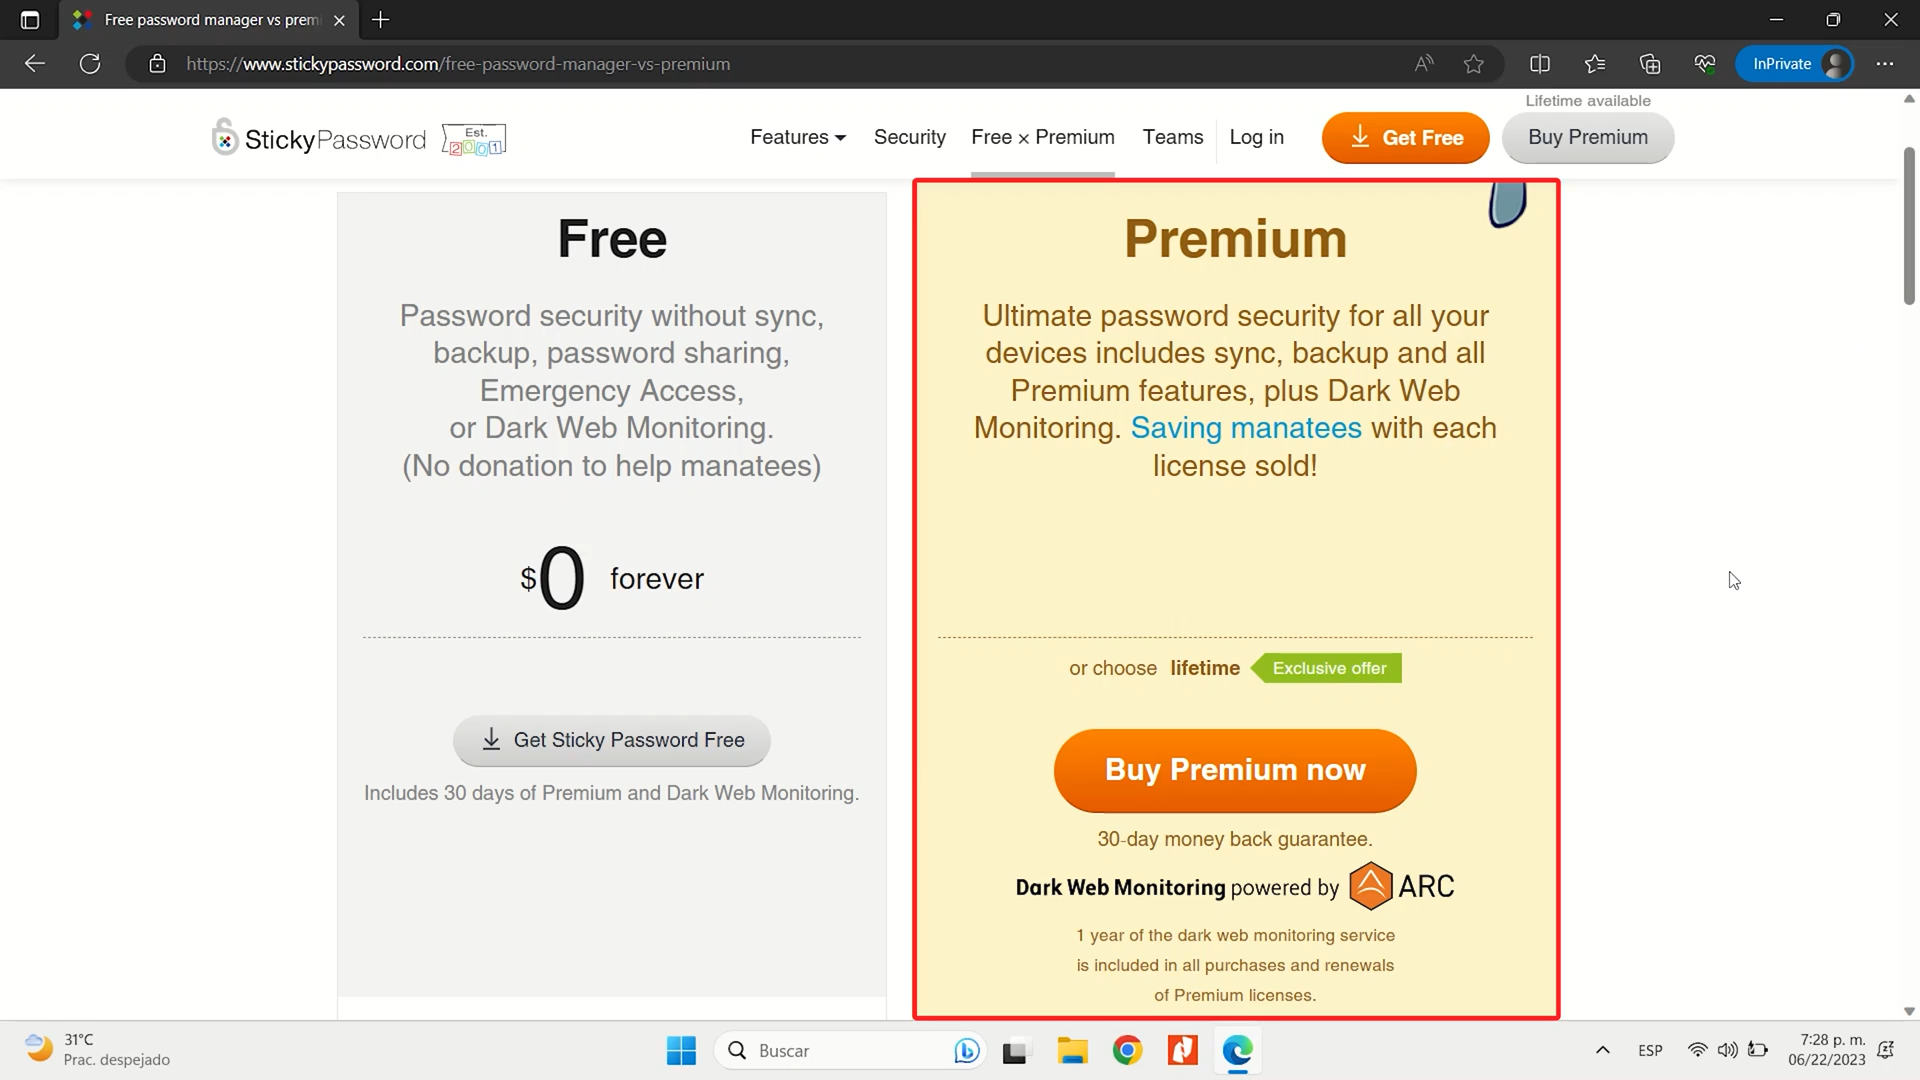 Free password manager vs prem
https://www.stickypassword.com/free-password-manager-vs-premium
InPrivate
Lifetime available
StickyPassword
Est.
2001
Features
Security
Free × Premium
Teams
Log in
Get Free
Buy Premium
Free
Password security without sync,
backup, password sharing,
Emergency Access,
or Dark Web Monitoring.
(No donation to help manatees)
$0 forever
Get Sticky Password Free
Includes 30 days of Premium and Dark Web Monitoring.
Premium
Ultimate password security for all your
devices includes sync, backup and all
Premium features, plus Dark Web
Monitoring. Saving manatees with each
license sold!
or choose lifetime Exclusive offer
Buy Premium now
30-day money back guarantee.
Dark Web Monitoring powered by ARC
1 year of the dark web monitoring service
is included in all purchases and renewals
of Premium licenses.
31°C
Prac. despejado
Buscar
ESP
7:28 p. m.
06/22/2023